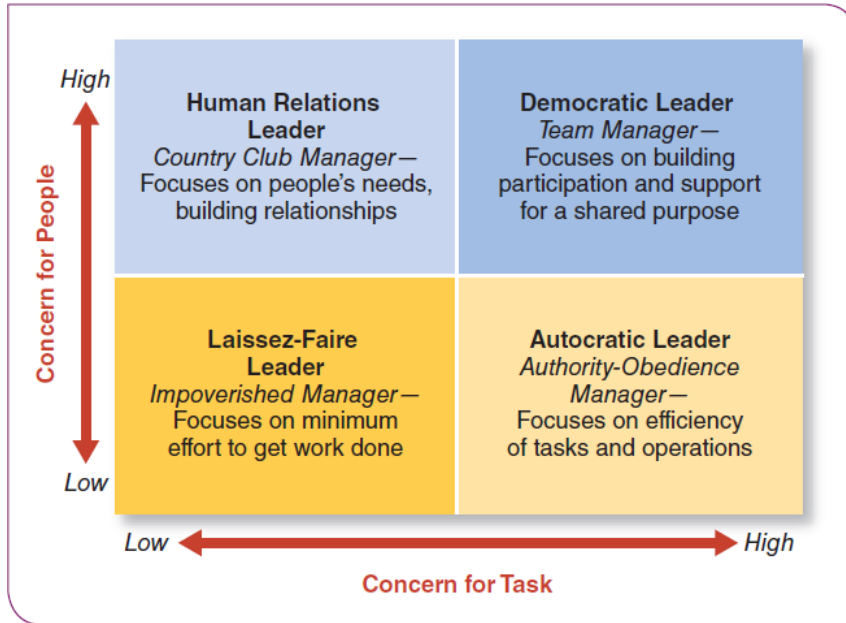 High
Concern for People
Low
Human Relations
Leader
Country Club Manager—
Focuses on people’s needs,
building relationships
Democratic Leader
Team Manager—
Focuses on building
participation and support
for a shared purpose
Laissez-Faire
Leader
Impoverished Manager—
Focuses on minimum
effort to get work done
Autocratic Leader
Authority-Obedience
Manager—
Focuses on efficiency
of tasks and operations
Low
High
Concern for Task